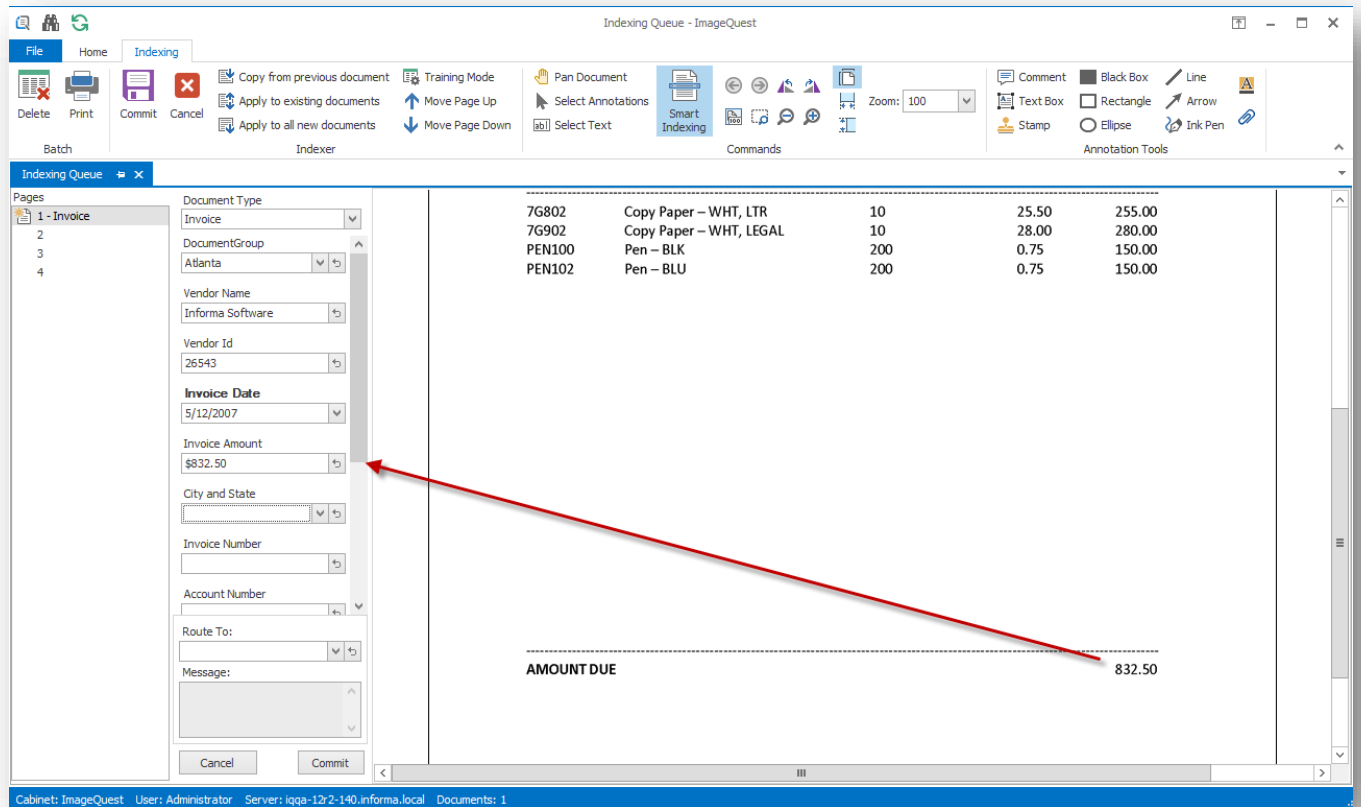 Indexing Queue - ImageQuest
File Home Indexing
Delete
Print
Batch
Commit
Cancel
Copy from previous document
Apply to existing documents
Apply to all new documents
Training Mode
Move Page Up
Move Page Down
Indexer
Pan Document
Select Annotations
Select Text
Smart
Indexing
Zoom: 100
Commands
Comment
Text Box
Stamp
Black Box
Rectangle
Ellipse
Line
Arrow
Ink Pen
Annotation Tools
Indexing Queue
Pages
1 - Invoice
2
3
4
Document Type
Invoice
DocumentGroup
Atlanta
Vendor Name
Informa Software
Vendor Id
26543
Invoice Date
5/12/2007
Invoice Amount
$832.50
City and State
Invoice Number
Account Number
Route To:
Message:
Cancel Commit
7G802 Copy Paper – WHT, LTR 10 25.50 255.00
7G902 Copy Paper – WHT, LEGAL 10 28.00 280.00
PEN100 Pen – BLK 200 0.75 150.00
PEN102 Pen – BLU 200 0.75 150.00
AMOUNT DUE 832.50
Cabinet: ImageQuest User: Administrator Server: iqqa-12r2-140.informa.local Documents: 1